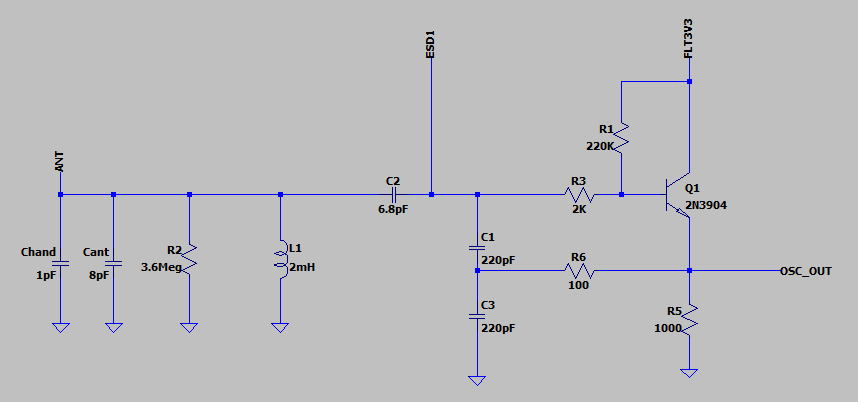 ESD1
FLT3V3
R1
220K
ANT
C2
6.8pF
R3
2K
Q1
2N3904
Chand
1pF
Cant
8pF
R2
3.6Meg
L1
2mH
C1
220pF
R6
100
OSC_OUT
C3
220pF
R5
1000